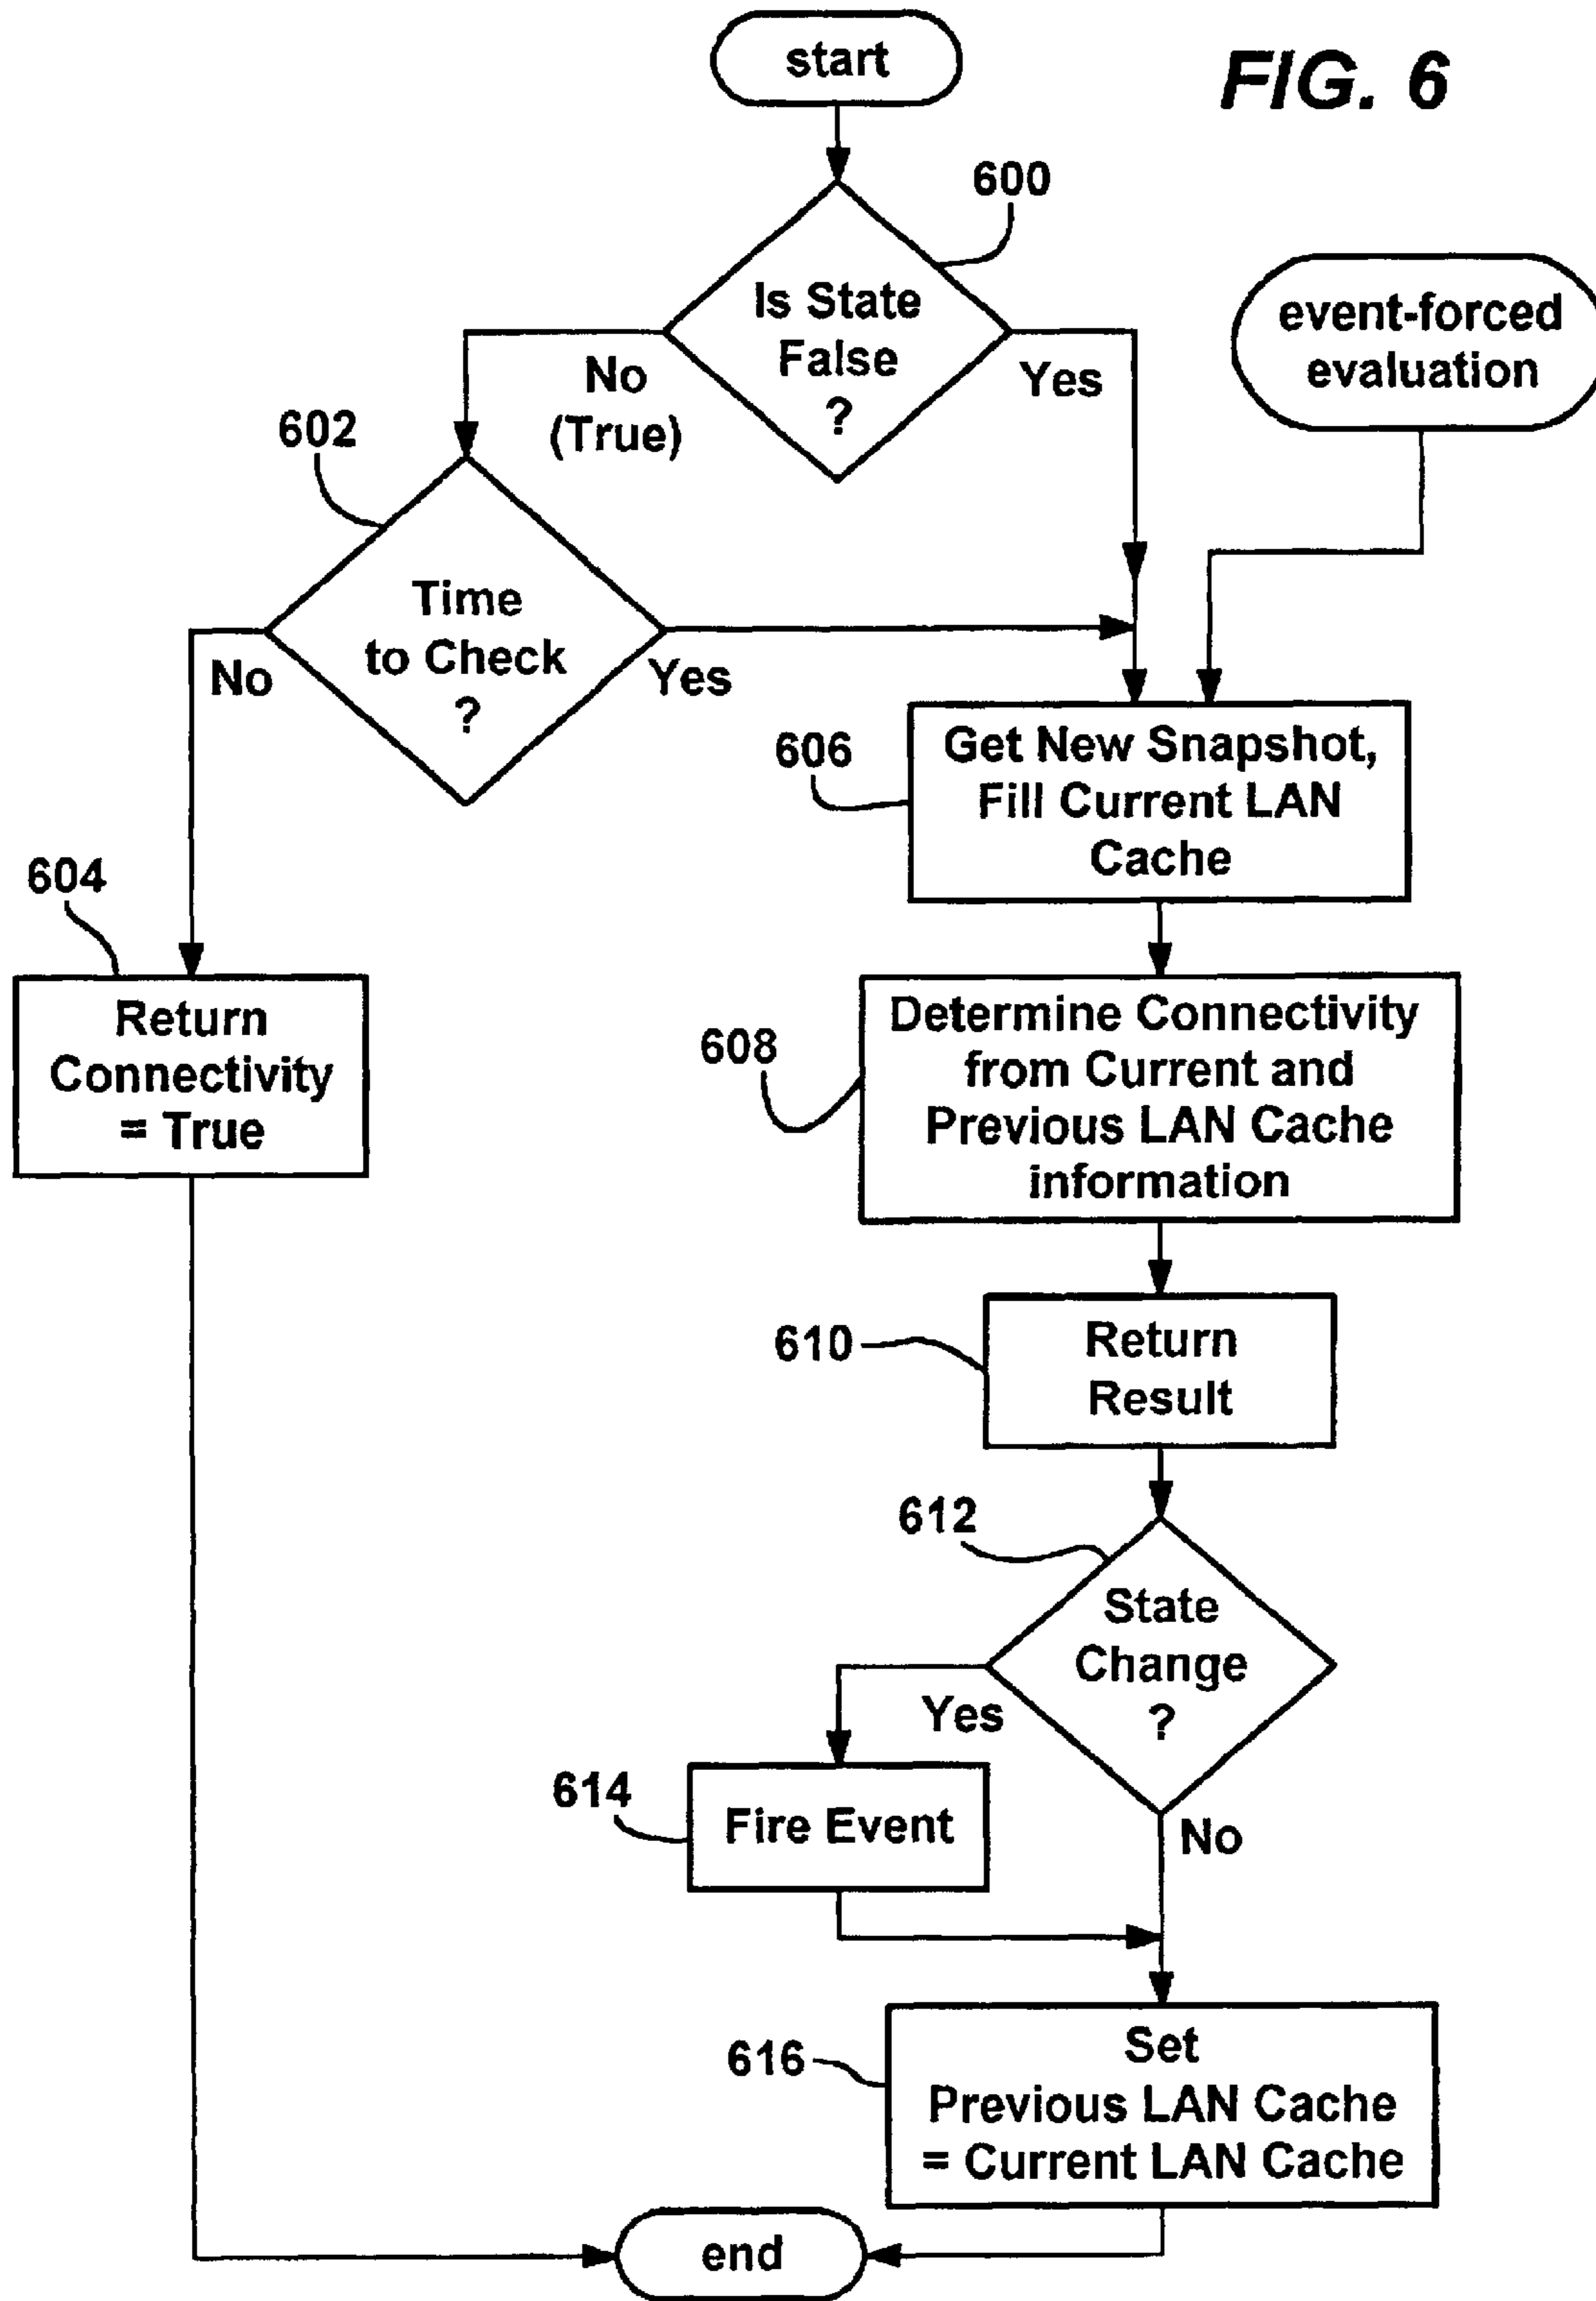 start
FIG. 6
600
Is State
False
?
No
(True)
Yes
event-forced
evaluation
602
Time
to Check
?
No
Yes
606
Get New Snapshot,
Fill Current LAN
Cache
604
Return
Connectivity
= True
608
Determine Connectivity
from Current and
Previous LAN Cache
information
610
Return
Result
612
State
Change
?
Yes
No
614
Fire Event
616
Set
Previous LAN Cache
= Current LAN Cache
end